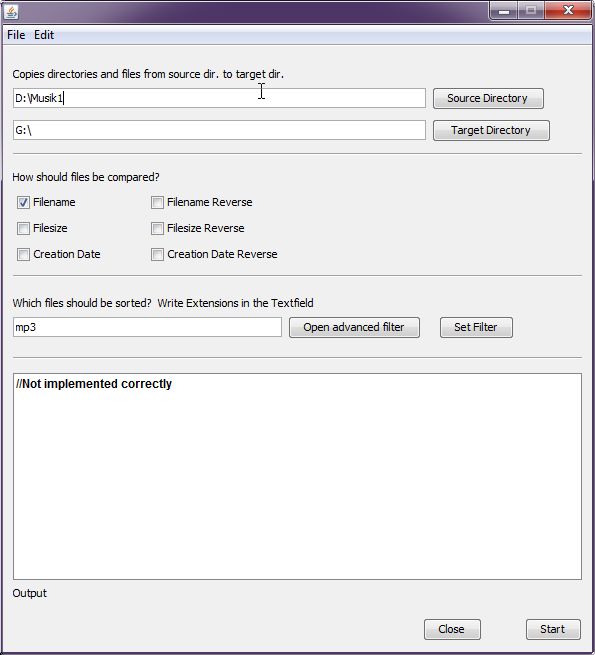 File Edit
Copies directories and files from source dir. to target dir.
D:\Musik1 Source Directory
G:\ Target Directory
How should files be compared?
Filename Filename Reverse
Filesize Filesize Reverse
Creation Date Creation Date Reverse
Which files should be sorted? Write Extensions in the Textfield
mp3 Open advanced filter Set Filter
//Not implemented correctly
Output
Close Start